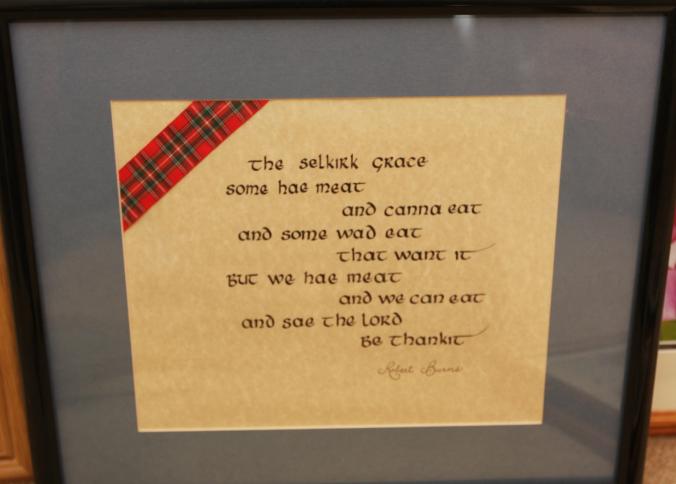 The Selkirk Grace
some hae meat
and canna eat
and some wad eat
that want it
But we hae meat
and we can eat
and sae the Lord
Be thankit
Robert Burns